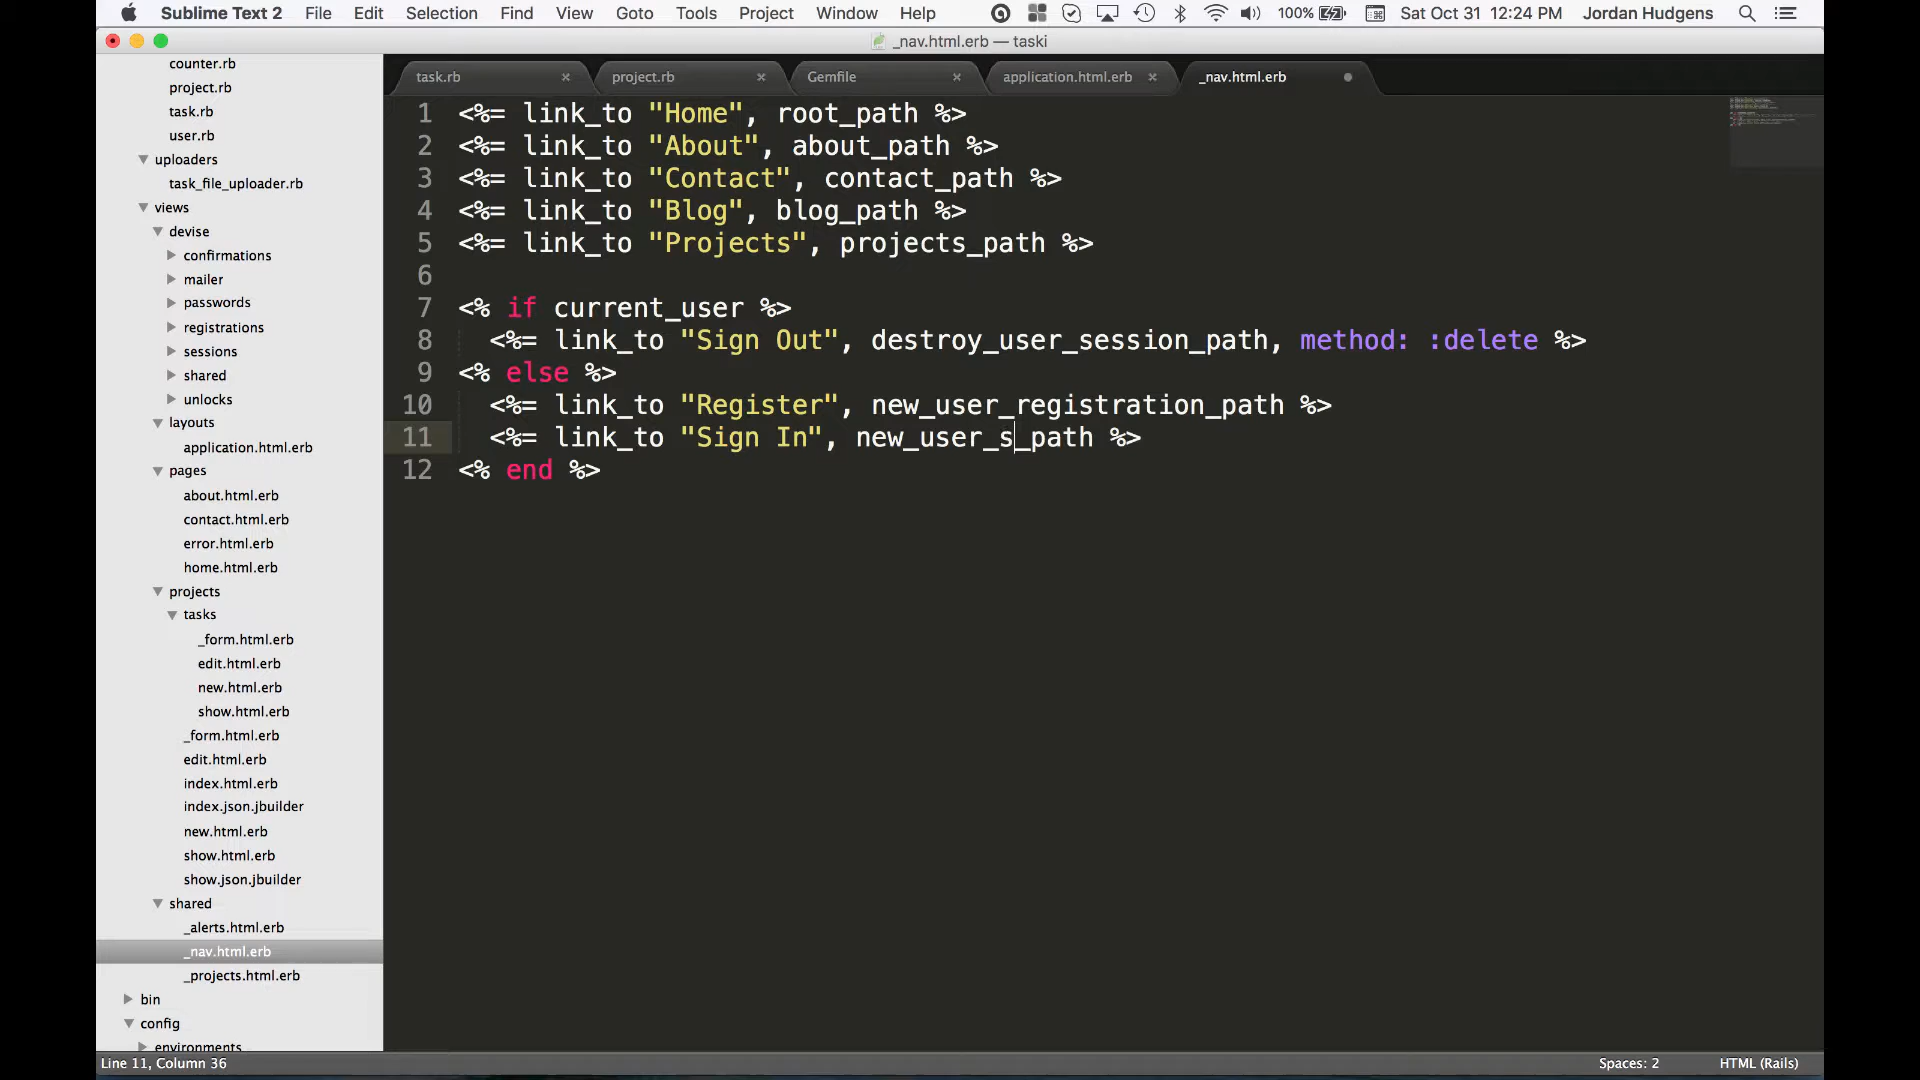 Sublime Text 2 File Edit Selection Find View Goto Tools Project Window Help 100% Sat Oct 31 12:24 PM Jordan Hudgens
_nav.html.erb — taski
task.rb × project.rb × Gemfile × application.html.erb × _nav.html.erb
counter.rb
project.rb
task.rb
user.rb
uploaders
task_file_uploader.rb
views
devise
confirmations
mailer
passwords
registrations
sessions
shared
unlocks
layouts
application.html.erb
pages
about.html.erb
contact.html.erb
error.html.erb
home.html.erb
projects
tasks
_form.html.erb
edit.html.erb
new.html.erb
show.html.erb
_form.html.erb
edit.html.erb
index.html.erb
index.json.jbuilder
new.html.erb
show.html.erb
show.json.jbuilder
shared
_alerts.html.erb
_nav.html.erb
_projects.html.erb
bin
config
environments
1 <%= link_to "Home", root_path %>
2 <%= link_to "About", about_path %>
3 <%= link_to "Contact", contact_path %>
4 <%= link_to "Blog", blog_path %>
5 <%= link_to "Projects", projects_path %>
6
7 <% if current_user %>
8 <%= link_to "Sign Out", destroy_user_session_path, method: :delete %>
9 <% else %>
10 <%= link_to "Register", new_user_registration_path %>
11 <%= link_to "Sign In", new_user_s_path %>
12 <% end %>
Line 11, Column 36 Spaces: 2 HTML (Rails)